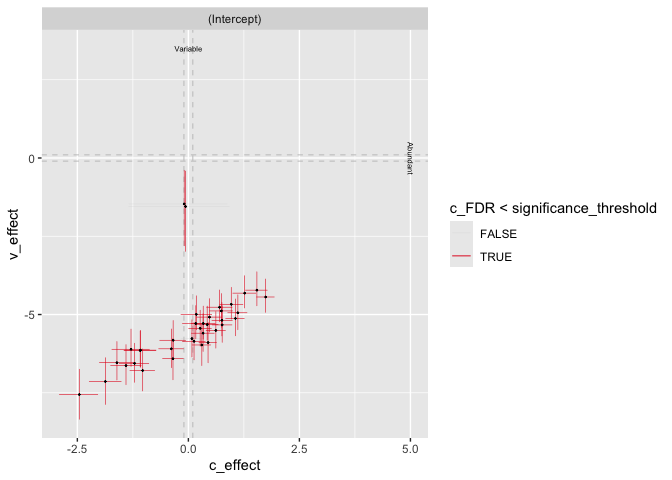 (Intercept)
Variable
Abundant
v_effect
0
-5
-2.5
0.0
2.5
5.0
c_effect
c_FDR < significance_threshold
FALSE
TRUE